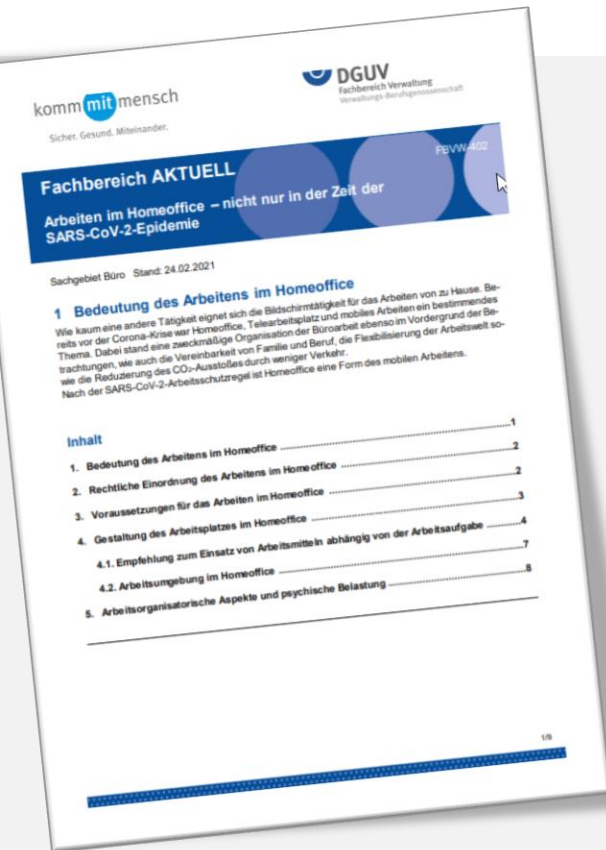 komm mit mensch
Sicher. Gesund. Miteinander.
DGUV
Fachbereich Verwaltung
Verwaltungs-Berufsgenossenschaft
FBVW-402
Fachbereich AKTUELL
Arbeiten im Homeoffice – nicht nur in der Zeit der
SARS-CoV-2-Epidemie
Sachgebiet Büro Stand: 24.02.2021
1 Bedeutung des Arbeitens im Homeoffice
Wie kaum eine andere Tätigkeit eignet sich die Bildschirmtätigkeit für das Arbeiten von zu Hause. Be-
reits vor der Corona-Krise war Homeoffice, Telearbeitsplatz und mobiles Arbeiten ein bestimmendes
Thema. Dabei stand eine zweckmäßige Organisation der Büroarbeit ebenso im Vordergrund der Be-
trachtungen, wie auch die Vereinbarkeit von Familie und Beruf, die Flexibilisierung der Arbeitswelt so-
wie die Reduzierung des CO₂-Ausstoßes durch weniger Verkehr.
Nach der SARS-CoV-2-Arbeitsschutzregel ist Homeoffice eine Form des mobilen Arbeitens.
Inhalt
1. Bedeutung des Arbeitens im Homeoffice ........................................ 1
2. Rechtliche Einordnung des Arbeitens im Homeoffice ........................................ 2
3. Voraussetzungen für das Arbeiten im Homeoffice ........................................ 2
4. Gestaltung des Arbeitsplatzes im Homeoffice ........................................ 3
4.1. Empfehlung zum Einsatz von Arbeitsmitteln abhängig von der Arbeitsaufgabe .......... 4
4.2. Arbeitsumgebung im Homeoffice ........................................ 7
5. Arbeitsorganisatorische Aspekte und psychische Belastung .............................. 8
1/9